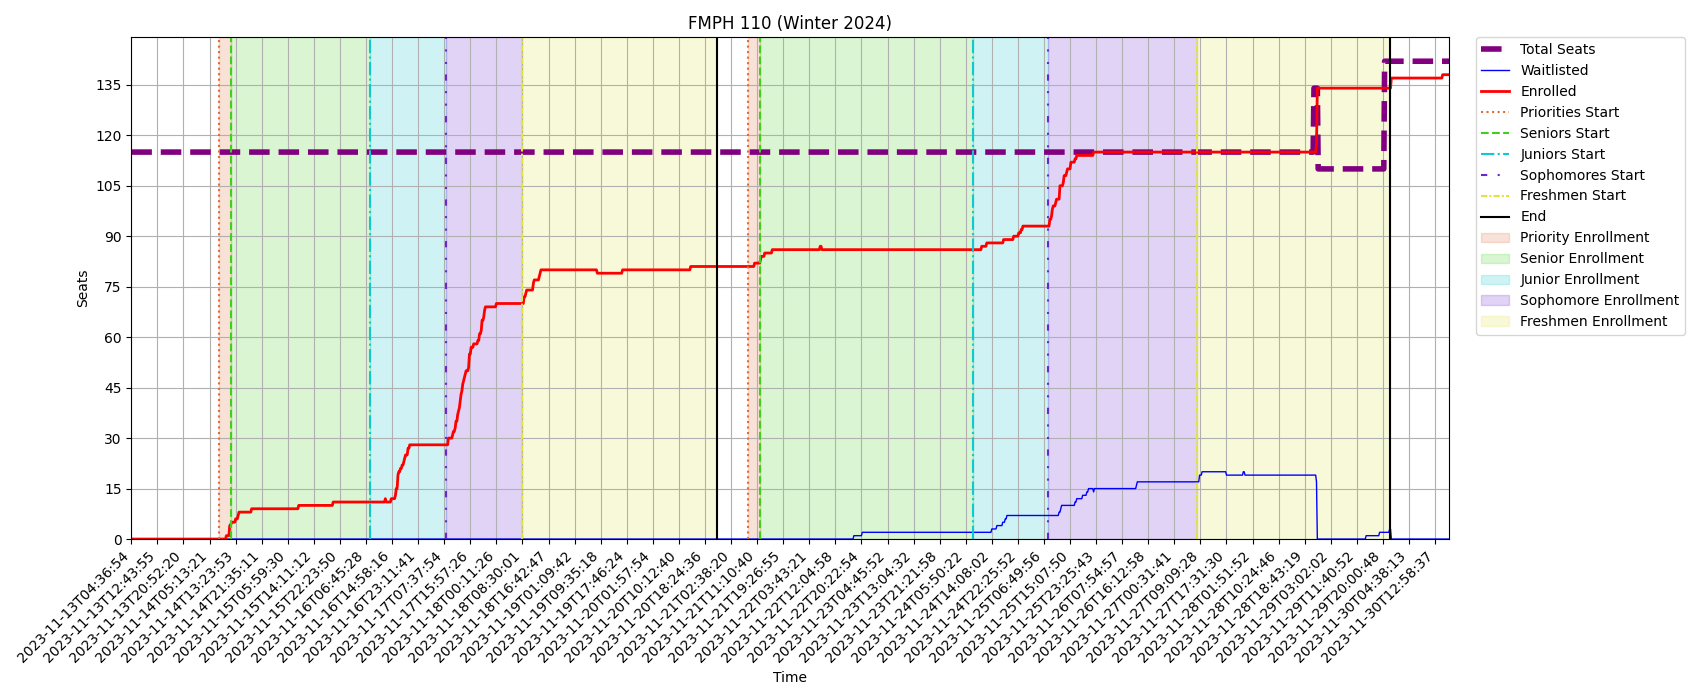 FMPH 110 (Winter 2024)
Seats
135
120
105
90
75
60
45
30
15
0
2023-11-13T04:36:54
2023-11-13T12:43:55
2023-11-13T20:52:20
2023-11-14T05:13:21
2023-11-14T13:23:53
2023-11-14T21:35:11
2023-11-15T05:59:30
2023-11-15T14:11:12
2023-11-15T22:23:50
2023-11-16T06:45:28
2023-11-16T14:58:16
2023-11-16T23:11:41
2023-11-17T07:37:54
2023-11-17T15:57:26
2023-11-18T00:11:26
2023-11-18T08:30:01
2023-11-18T16:42:47
2023-11-19T01:09:42
2023-11-19T09:35:18
2023-11-19T17:46:24
2023-11-20T01:57:54
2023-11-20T10:12:40
2023-11-20T18:24:36
2023-11-21T02:38:20
2023-11-21T11:10:40
2023-11-21T19:26:55
2023-11-22T03:43:21
2023-11-22T12:04:58
2023-11-22T20:22:54
2023-11-23T04:45:52
2023-11-23T13:04:32
2023-11-23T21:21:58
2023-11-24T05:50:22
2023-11-24T14:08:02
2023-11-24T22:25:52
2023-11-25T06:49:56
2023-11-25T15:07:50
2023-11-25T23:25:43
2023-11-26T07:54:57
2023-11-26T16:12:58
2023-11-27T00:31:41
2023-11-27T09:09:28
2023-11-27T17:31:30
2023-11-28T01:51:52
2023-11-28T10:24:46
2023-11-28T18:43:19
2023-11-29T03:02:02
2023-11-29T11:40:52
2023-11-29T20:00:48
2023-11-30T04:38:13
2023-11-30T12:58:37
Time
Total Seats
Waitlisted
Enrolled
Priorities Start
Seniors Start
Juniors Start
Sophomores Start
Freshmen Start
End
Priority Enrollment
Senior Enrollment
Junior Enrollment
Sophomore Enrollment
Freshmen Enrollment